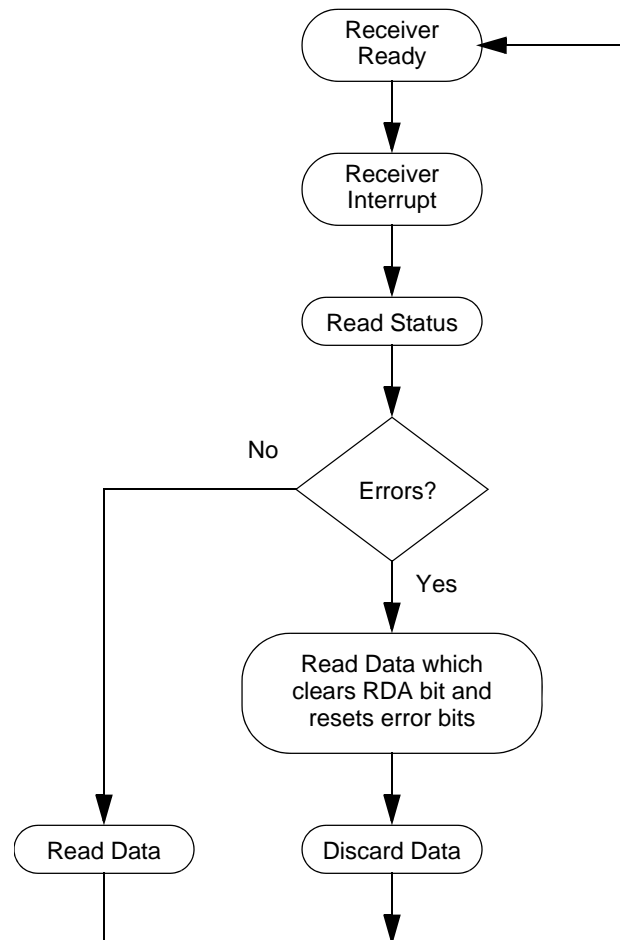 Receiver
Ready
Receiver
Interrupt
Read Status
No
Errors?
Yes
Read Data which
clears RDA bit and
resets error bits
Read Data
Discard Data